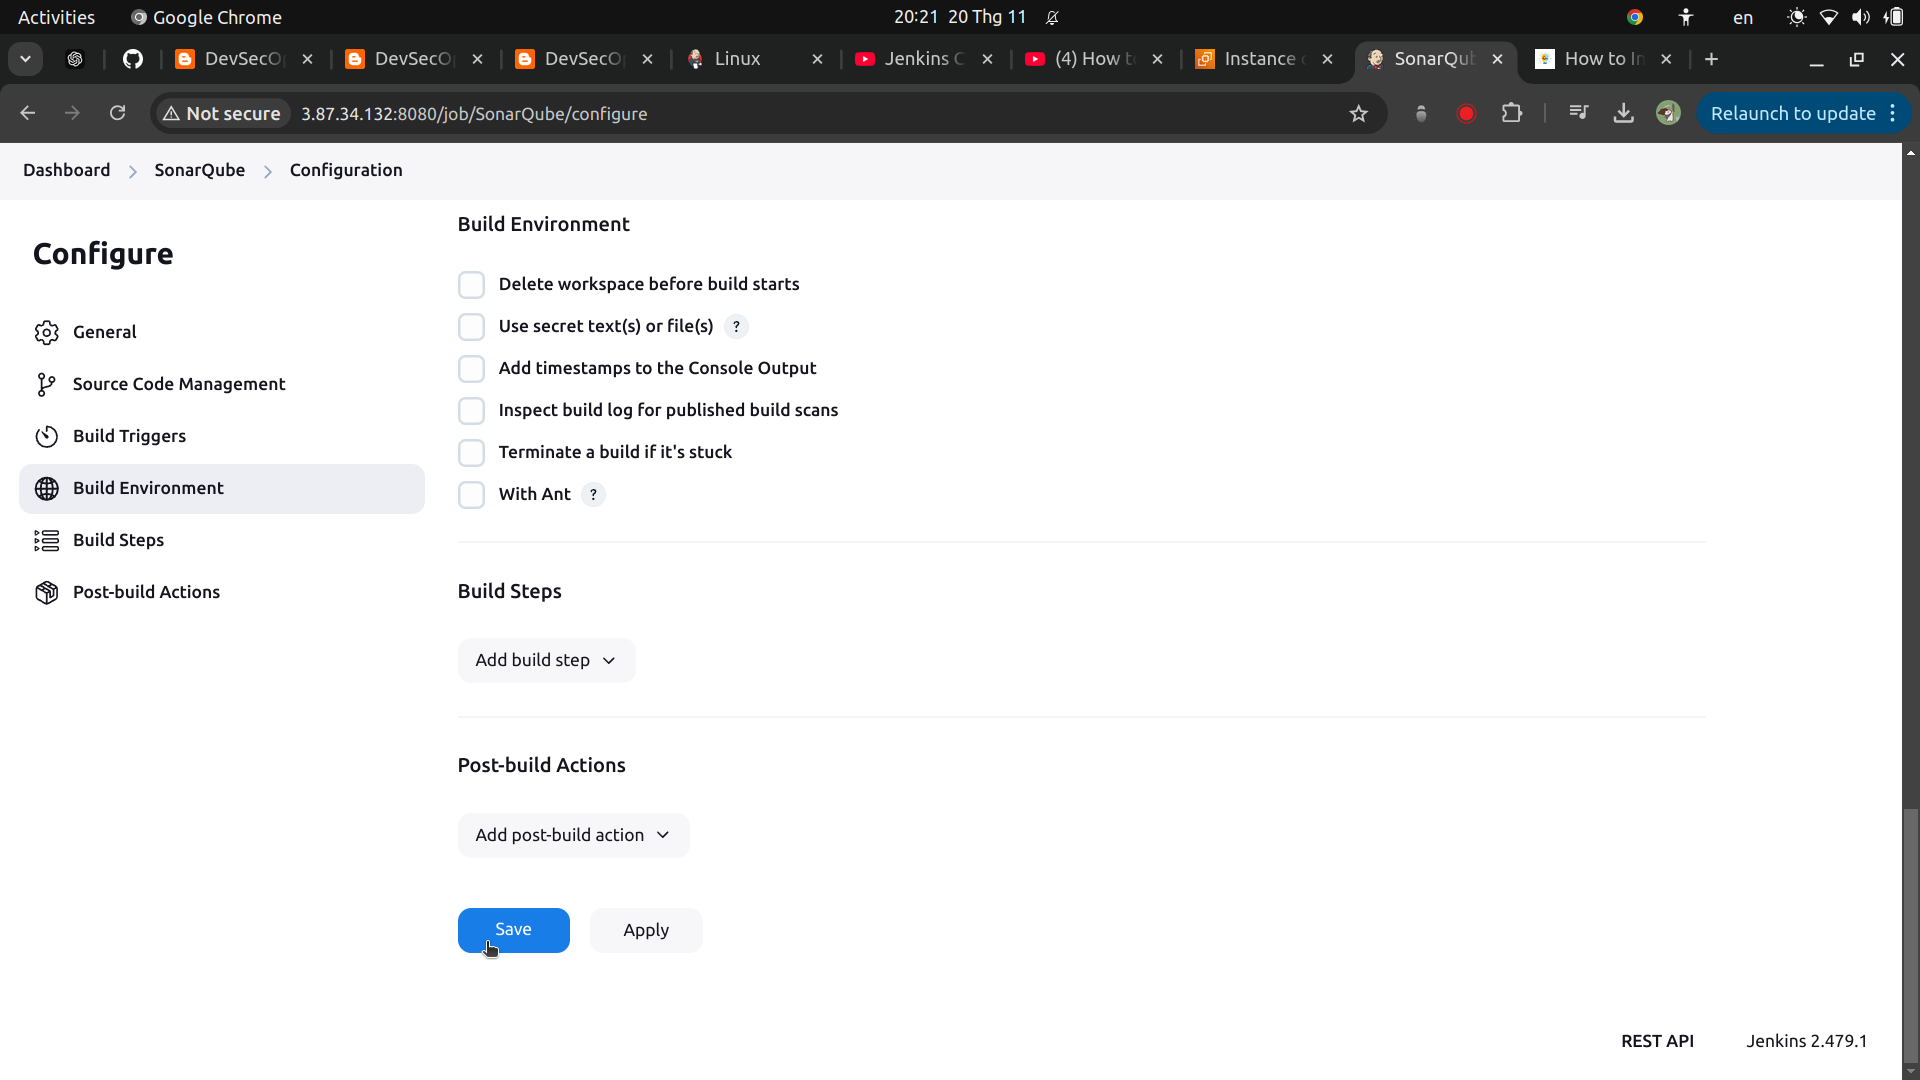 Activities
Google Chrome
20:21 20 Thg 11
en
DevSecO
DevSecO
DevSecO
Linux
Jenkins C
(4) How t
Instance
SonarQu
How to In
Not secure
3.87.34.132:8080/job/SonarQube/configure
Relaunch to update
Dashboard
SonarQube
Configuration
Configure
General
Source Code Management
Build Triggers
Build Environment
Build Steps
Post-build Actions
Build Environment
Delete workspace before build starts
Use secret text(s) or file(s) ?
Add timestamps to the Console Output
Inspect build log for published build scans
Terminate a build if it's stuck
With Ant ?
Build Steps
Add build step
Post-build Actions
Add post-build action
Save
Apply
REST API
Jenkins 2.479.1